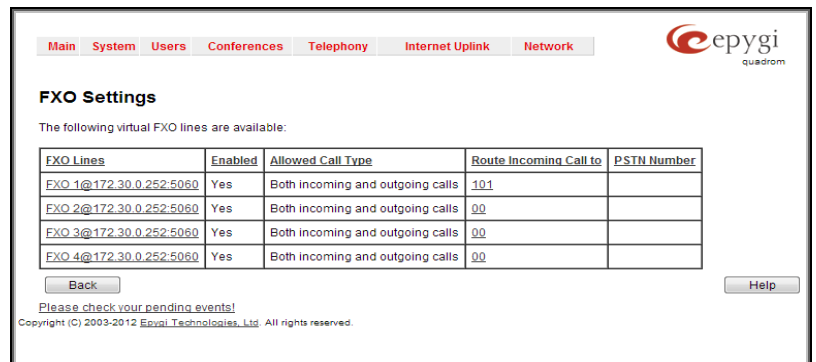 Main System Users Conferences Telephony Internet Uplink Network
epygi
quadrom
FXO Settings
The following virtual FXO lines are available:
FXO Lines Enabled Allowed Call Type Route Incoming Call to PSTN Number
FXO 1@172.30.0.252:5060 Yes Both incoming and outgoing calls 101
FXO 2@172.30.0.252:5060 Yes Both incoming and outgoing calls 00
FXO 3@172.30.0.252:5060 Yes Both incoming and outgoing calls 00
FXO 4@172.30.0.252:5060 Yes Both incoming and outgoing calls 00
Back Help
Please check your pending events!
Copyright (C) 2003-2012 Epygi Technologies, Ltd. All rights reserved.